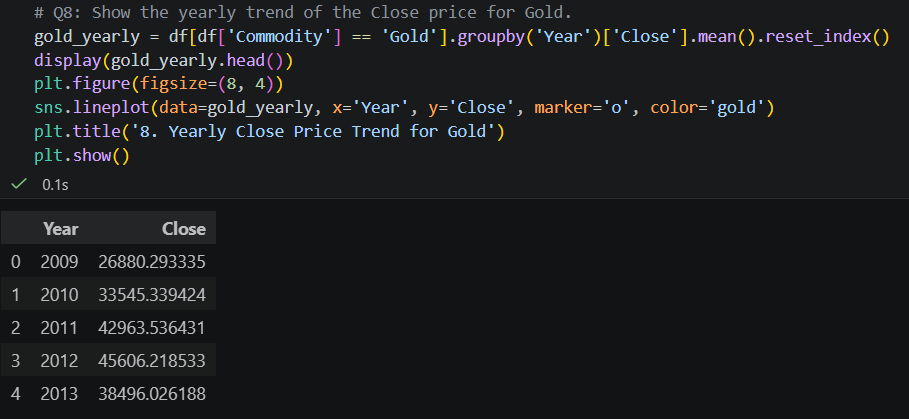 # Q8: Show the yearly trend of the Close price for Gold.
gold_yearly = df[df['Commodity'] == 'Gold'].groupby('Year')['Close'].mean().reset_index()
display(gold_yearly.head())
plt.figure(figsize=(8, 4))
sns.lineplot(data=gold_yearly, x='Year', y='Close', marker='o', color='gold')
plt.title('8. Yearly Close Price Trend for Gold')
plt.show()
0.1s
Year Close
0 2009 26880.293335
1 2010 33545.339424
2 2011 42963.536431
3 2012 45606.218533
4 2013 38496.026188